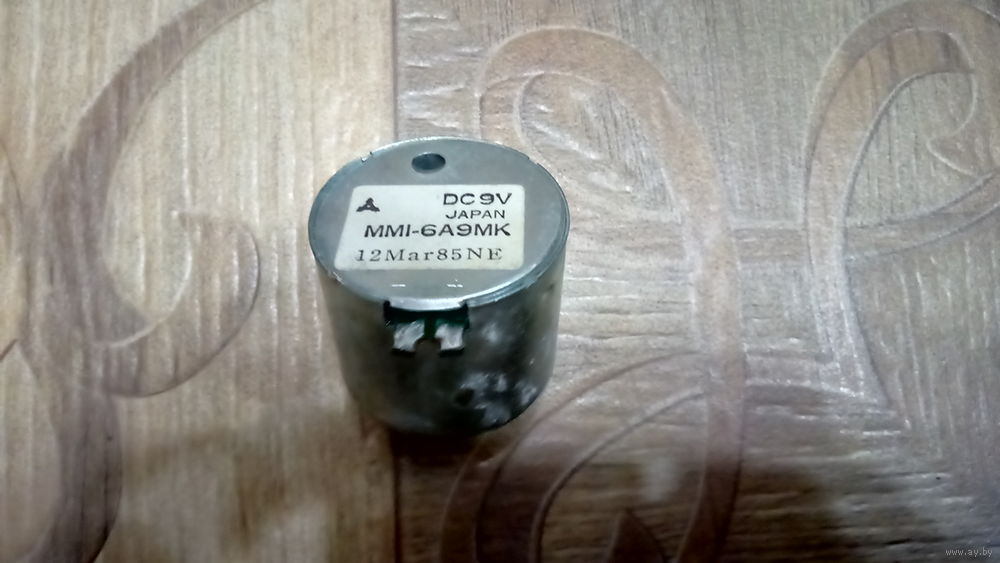 DC9V
JAPAN
MMI-6A9MK
12Mar85NE
www.ay.by